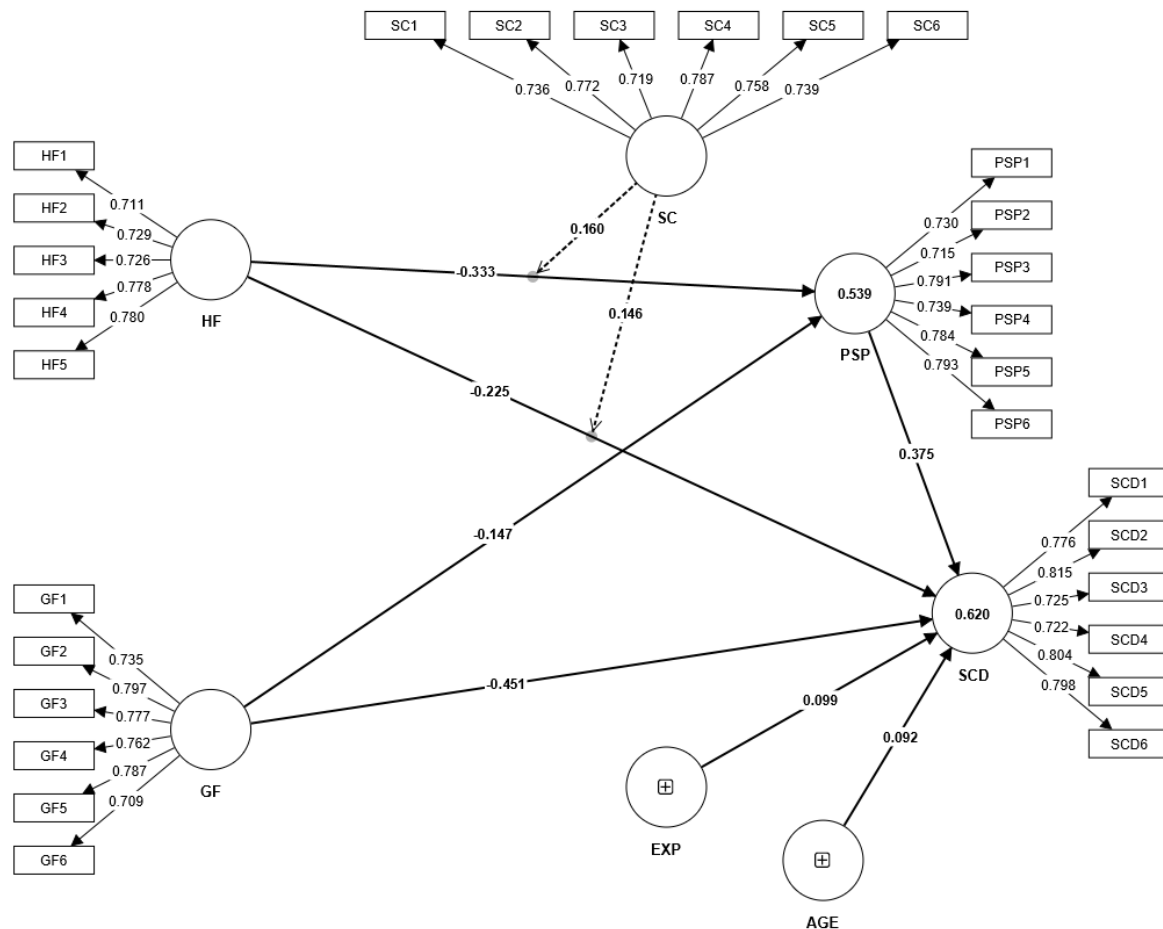 SC1 SC2 SC3 SC4 SC5 SC6
0.736 0.772 0.719 0.787 0.758 0.739
SC
HF1
HF2
HF3
HF4
HF5
0.711
0.729
0.726
0.778
0.780
HF
0.160
0.146
-0.333
-0.225
PSP1
PSP2
PSP3
PSP4
PSP5
PSP6
0.730
0.715
0.791
0.739
0.784
0.793
0.539
PSP
0.375
-0.147
-0.451
GF1
GF2
GF3
GF4
GF5
GF6
0.735
0.797
0.777
0.762
0.787
0.709
GF
SCD1
SCD2
SCD3
SCD4
SCD5
SCD6
0.776
0.815
0.725
0.722
0.804
0.798
0.620
SCD
0.099
0.092
EXP
AGE